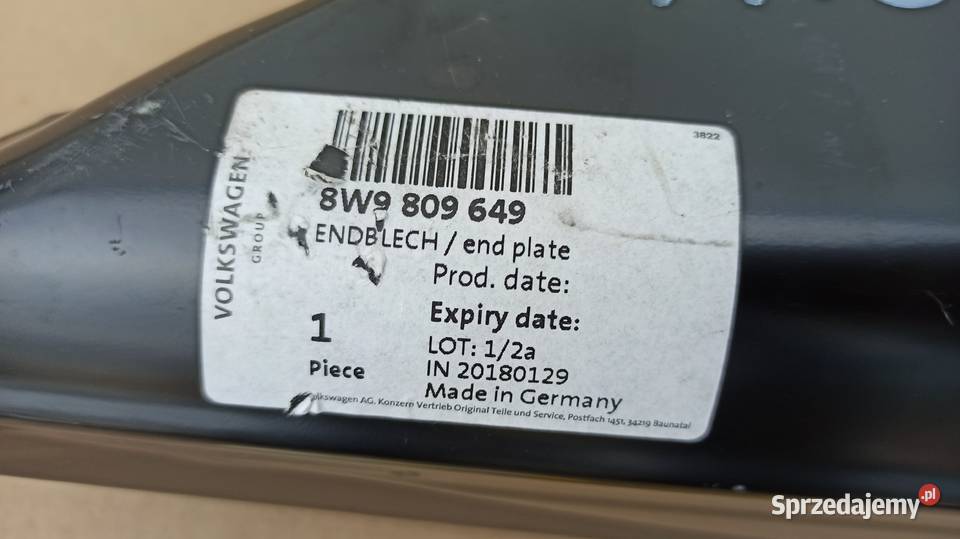 3822
8W9 809 649
ENDBLECH / end plate
Prod. date:
Expiry date:
1
Piece
LOT: 1/2a
IN 20180129
Made in Germany
AG. Konzern Vertrieb Original Teile und Service, Postfach 1451, 34219 Baunatal
VOLKSWAGEN
GROUP
Sprzedajemy.pl